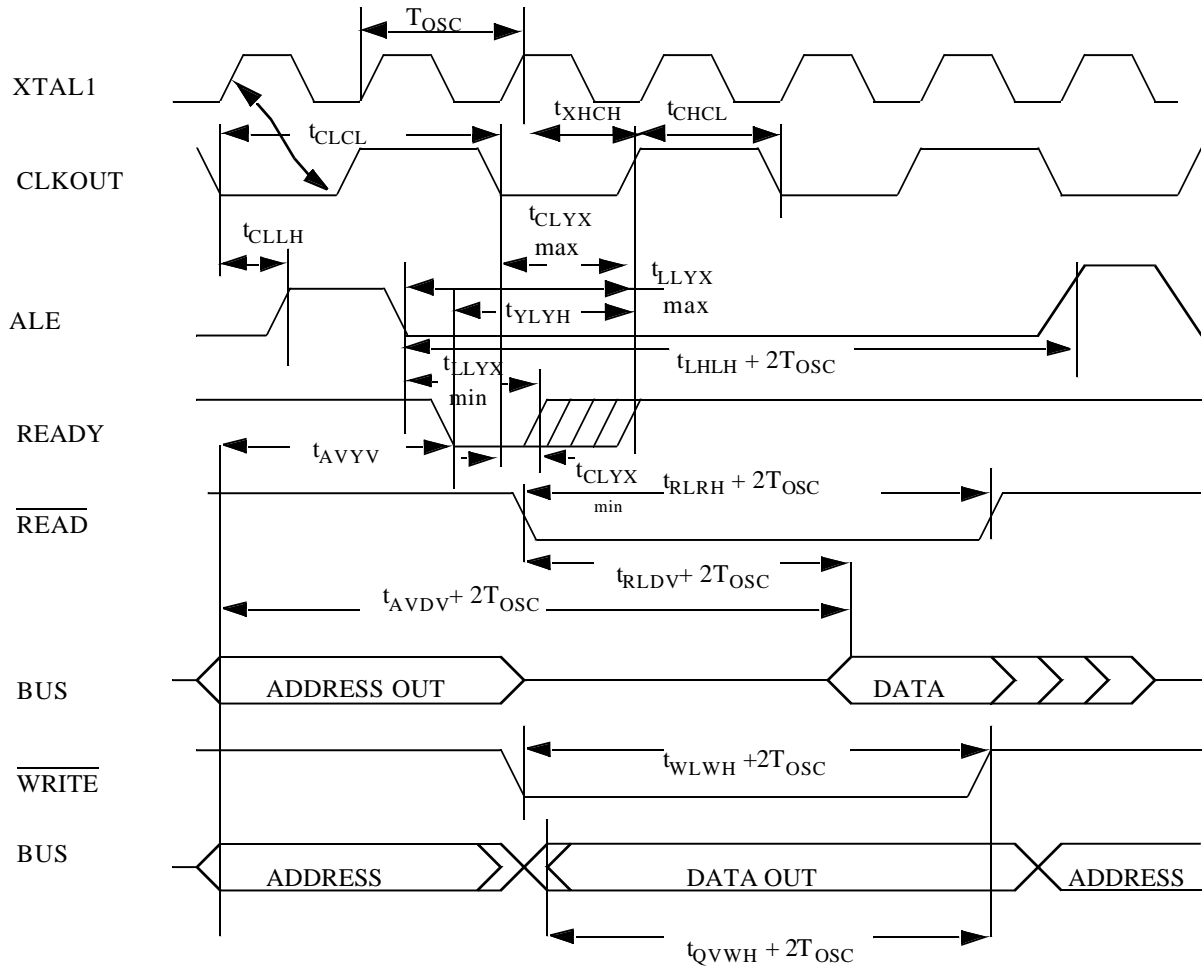 TOSC
XTAL1
tXHCH
tCHCL
tCLCL
CLKOUT
tCLYX
max
tCLLH
tLLYX
max
tYLYH
ALE
tLHLH + 2TOSC
tLLYX
min
READY
tAVYV
tCLYX
min
tRLRH + 2TOSC
READ
tRLDV+ 2TOSC
tAVDV+ 2TOSC
BUS
ADDRESS OUT
DATA
tWLWH +2TOSC
WRITE
BUS
ADDRESS
DATA OUT
ADDRESS
tQVWH + 2TOSC